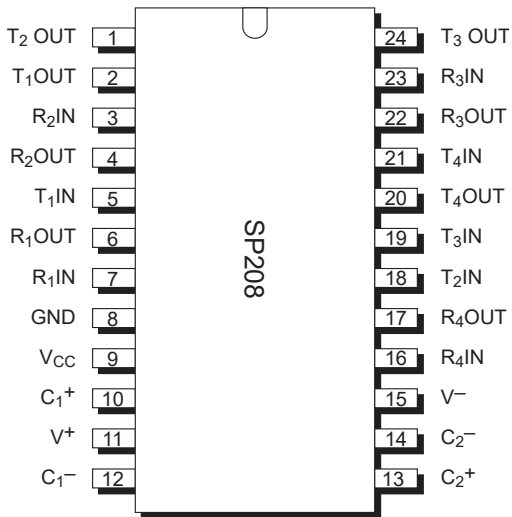 T₂ OUT 1 24 T₃ OUT
T₁OUT 2 23 R₃IN
R₂IN 3 22 R₃OUT
R₂OUT 4 21 T₄IN
T₁IN 5 20 T₄OUT
R₁OUT 6 19 T₃IN
R₁IN 7 18 T₂IN
GND 8 17 R₄OUT
V_CC 9 16 R₄IN
C₁⁺ 10 15 V⁻
V⁺ 11 14 C₂⁻
C₁⁻ 12 13 C₂⁺
SP208